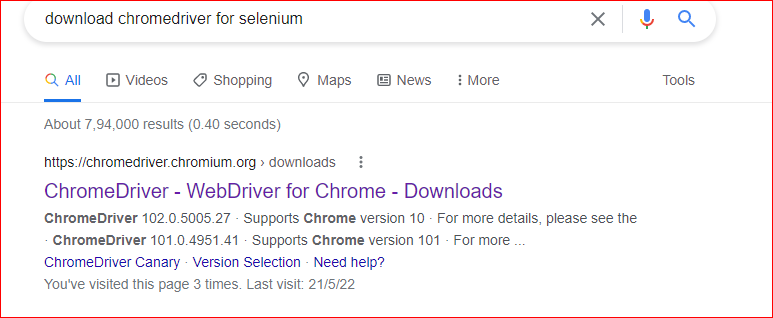 download chromedriver for selenium
All Videos Shopping Maps News More Tools
About 7,94,000 results (0.40 seconds)
https://chromedriver.chromium.org › downloads
ChromeDriver - WebDriver for Chrome - Downloads
ChromeDriver 102.0.5005.27 · Supports Chrome version 10 · For more details, please see the
· ChromeDriver 101.0.4951.41 · Supports Chrome version 101 · For more ...
ChromeDriver Canary · Version Selection · Need help?
You've visited this page 3 times. Last visit: 21/5/22